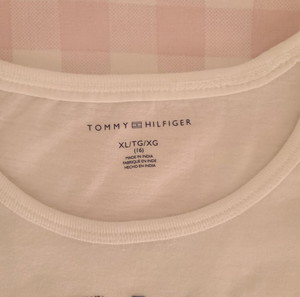 TOMMY HILFIGER
XL/TG/XG
(16)
MADE IN INDIA
FABRIQUÉ EN INDE
HECHO EN INDIA